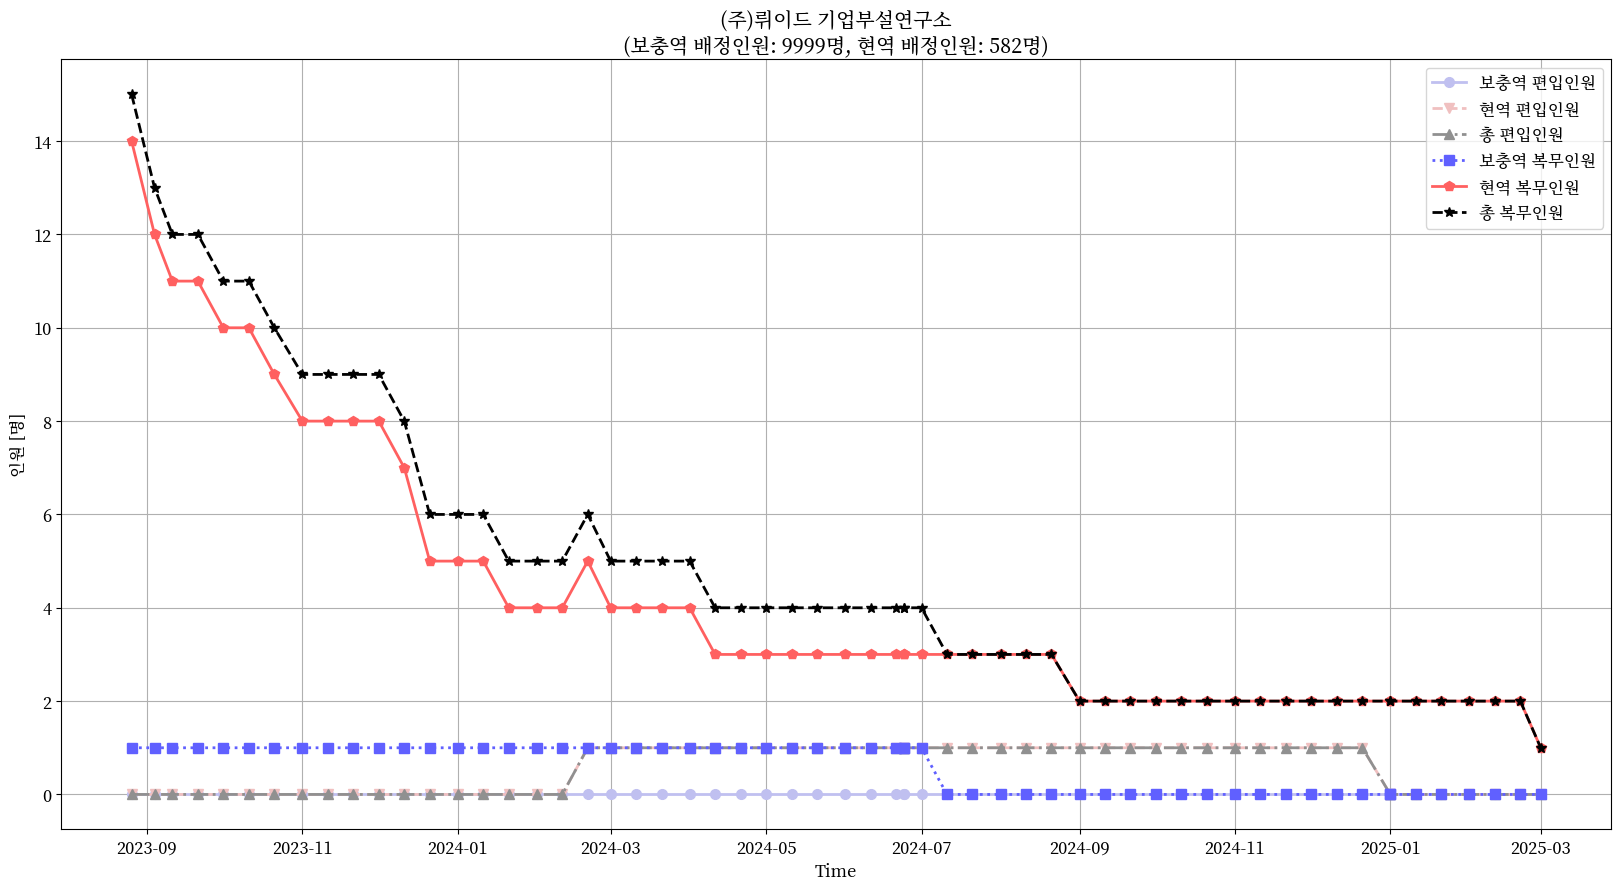 (주)뤼이드 기업부설연구소
(보충역 배정인원: 9999명, 현역 배정인원: 582명)
보충역 편입인원
현역 편입인원
총 편입인원
보충역 복무인원
현역 복무인원
총 복무인원
인원 [명]
14
12
10
8
6
4
2
0
2023-09
2023-11
2024-01
2024-03
2024-05
2024-07
2024-09
2024-11
2025-01
2025-03
Time